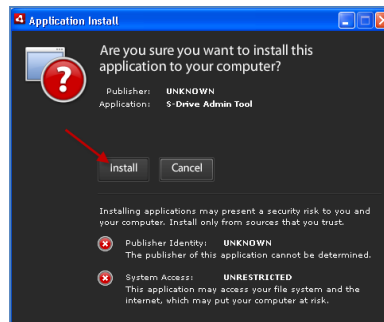 Application Install
Are you sure you want to install this
application to your computer?
Publisher: UNKNOWN
Application: S-Drive Admin Tool
Install Cancel
Installing applications may present a security risk to you and
your computer. Install only from sources that you trust.
Publisher Identity: UNKNOWN
The publisher of this application cannot be determined.
System Access: UNRESTRICTED
This application may access your file system and the
internet, which may put your computer at risk.